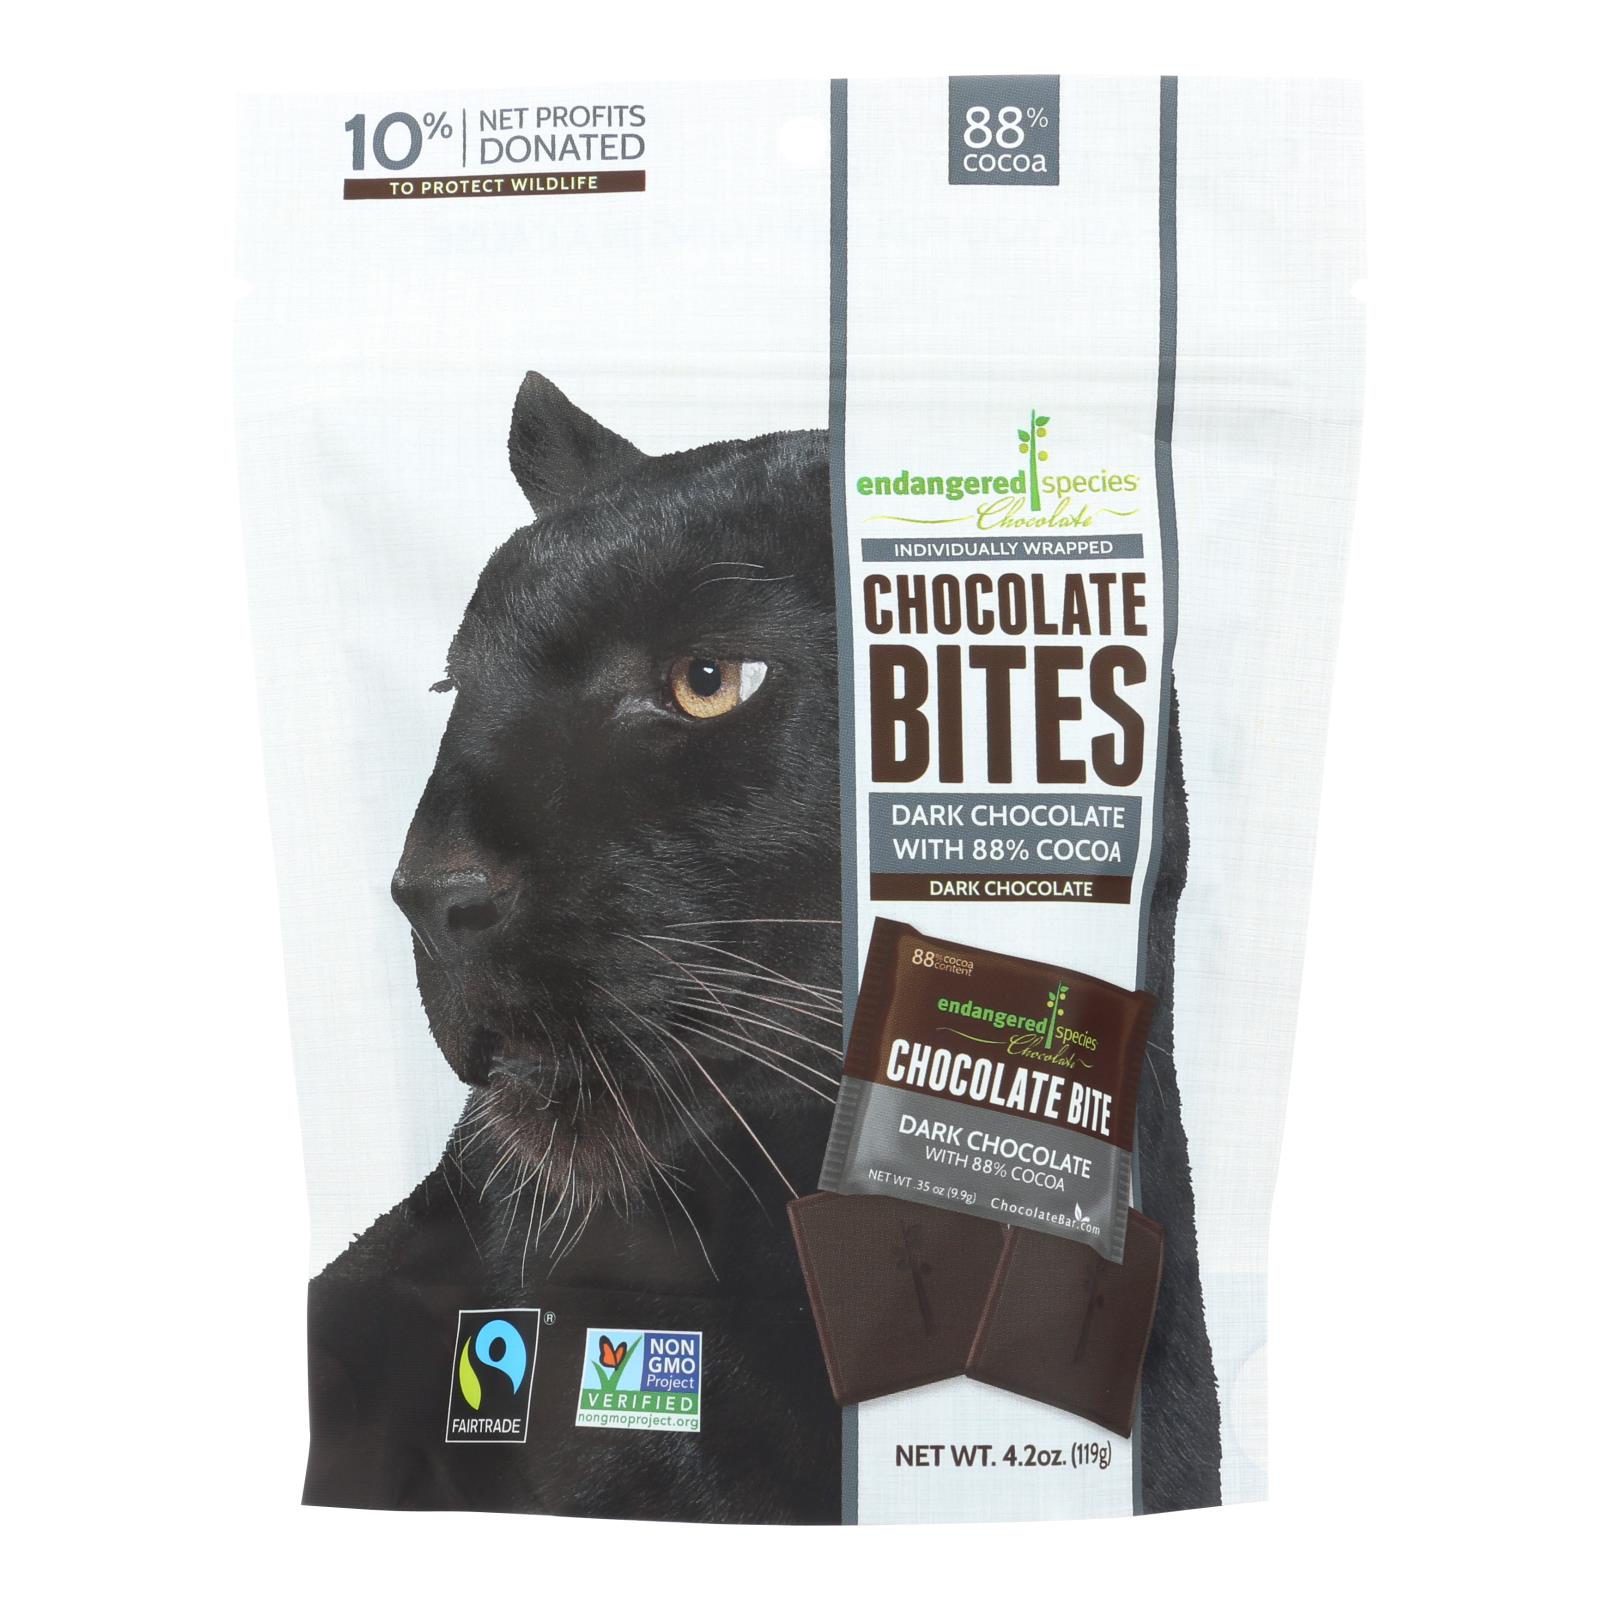 10% NET PROFITS
DONATED
TO PROTECT WILDLIFE
88%
cocoa
endangered species
Chocolate
INDIVIDUALLY WRAPPED
CHOCOLATE
BITES
DARK CHOCOLATE
WITH 88% COCOA
DARK CHOCOLATE
88% cocoa
content
endangered species
Chocolate
CHOCOLATE BITE
DARK CHOCOLATE
WITH 88% COCOA
NET WT .35 oz (9.9g) ChocolateBar.com
FAIRTRADE
®
NON
GMO
Project
VERIFIED
nongmoproject.org
NET WT. 4.2oz. (119g)